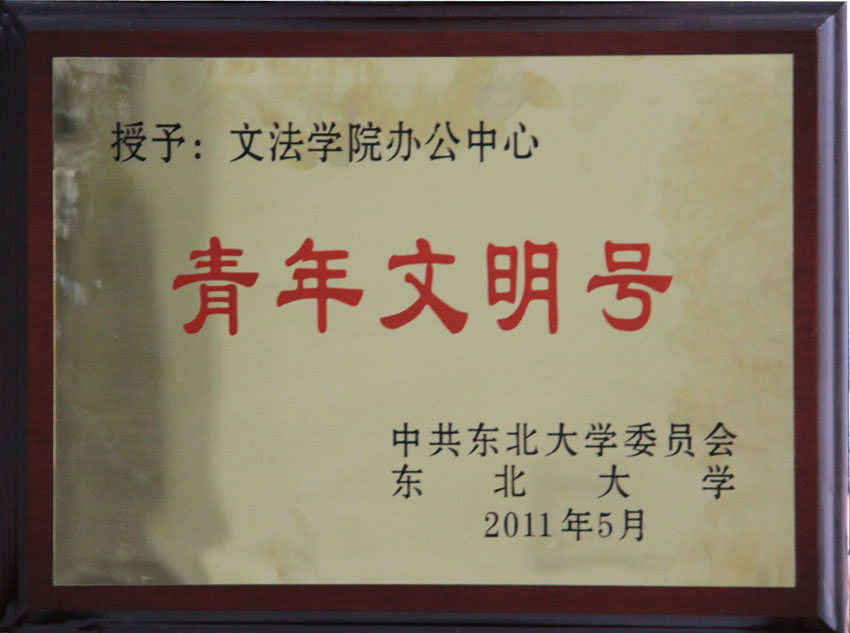 授予：文法学院办公中心
青年文明号
中共东北大学委员会
东北大学
2011年5月